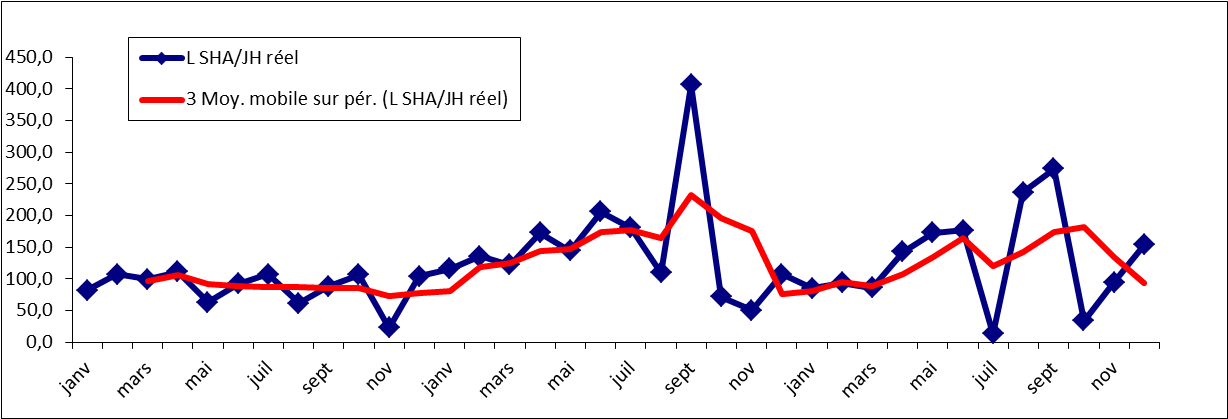 L SHA/JH réel
3 Moy. mobile sur pér. (L SHA/JH réel)
450,0
400,0
350,0
300,0
250,0
200,0
150,0
100,0
50,0
0,0
janv
mars
mai
juil
sept
nov
janv
mars
mai
juil
sept
nov
janv
mars
mai
juil
sept
nov